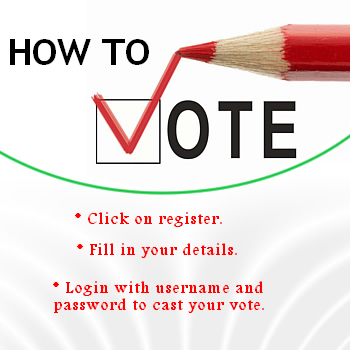 HOW TO
VOTE
* Click on register.
* Fill in your details.
* Login with username and
password to cast your vote.